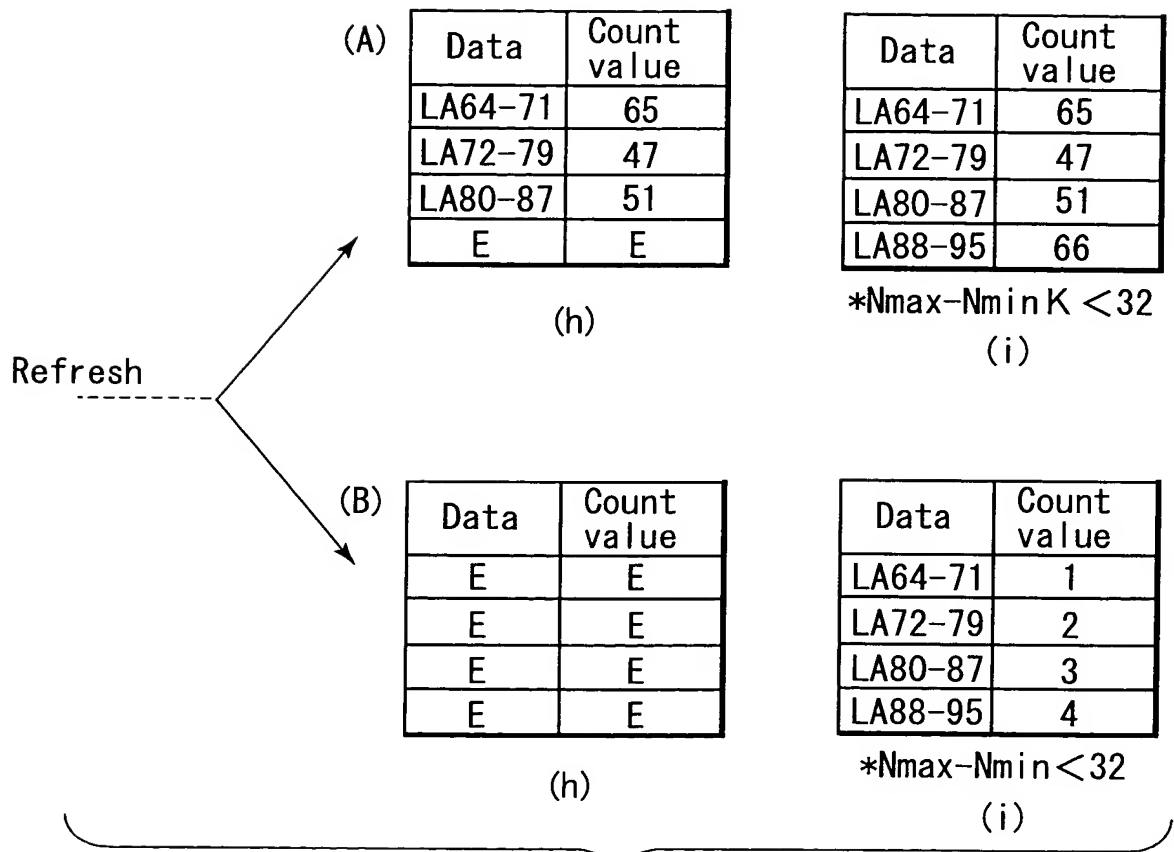 (A)
Data Count value
LA64-71 65
LA72-79 47
LA80-87 51
E E
(h)
Data Count value
LA64-71 65
LA72-79 47
LA80-87 51
LA88-95 66
*Nmax-Nmin K <32
(i)
Refresh
(B)
Data Count value
E E
E E
E E
E E
(h)
Data Count value
LA64-71 1
LA72-79 2
LA80-87 3
LA88-95 4
*Nmax-Nmin<32
(i)